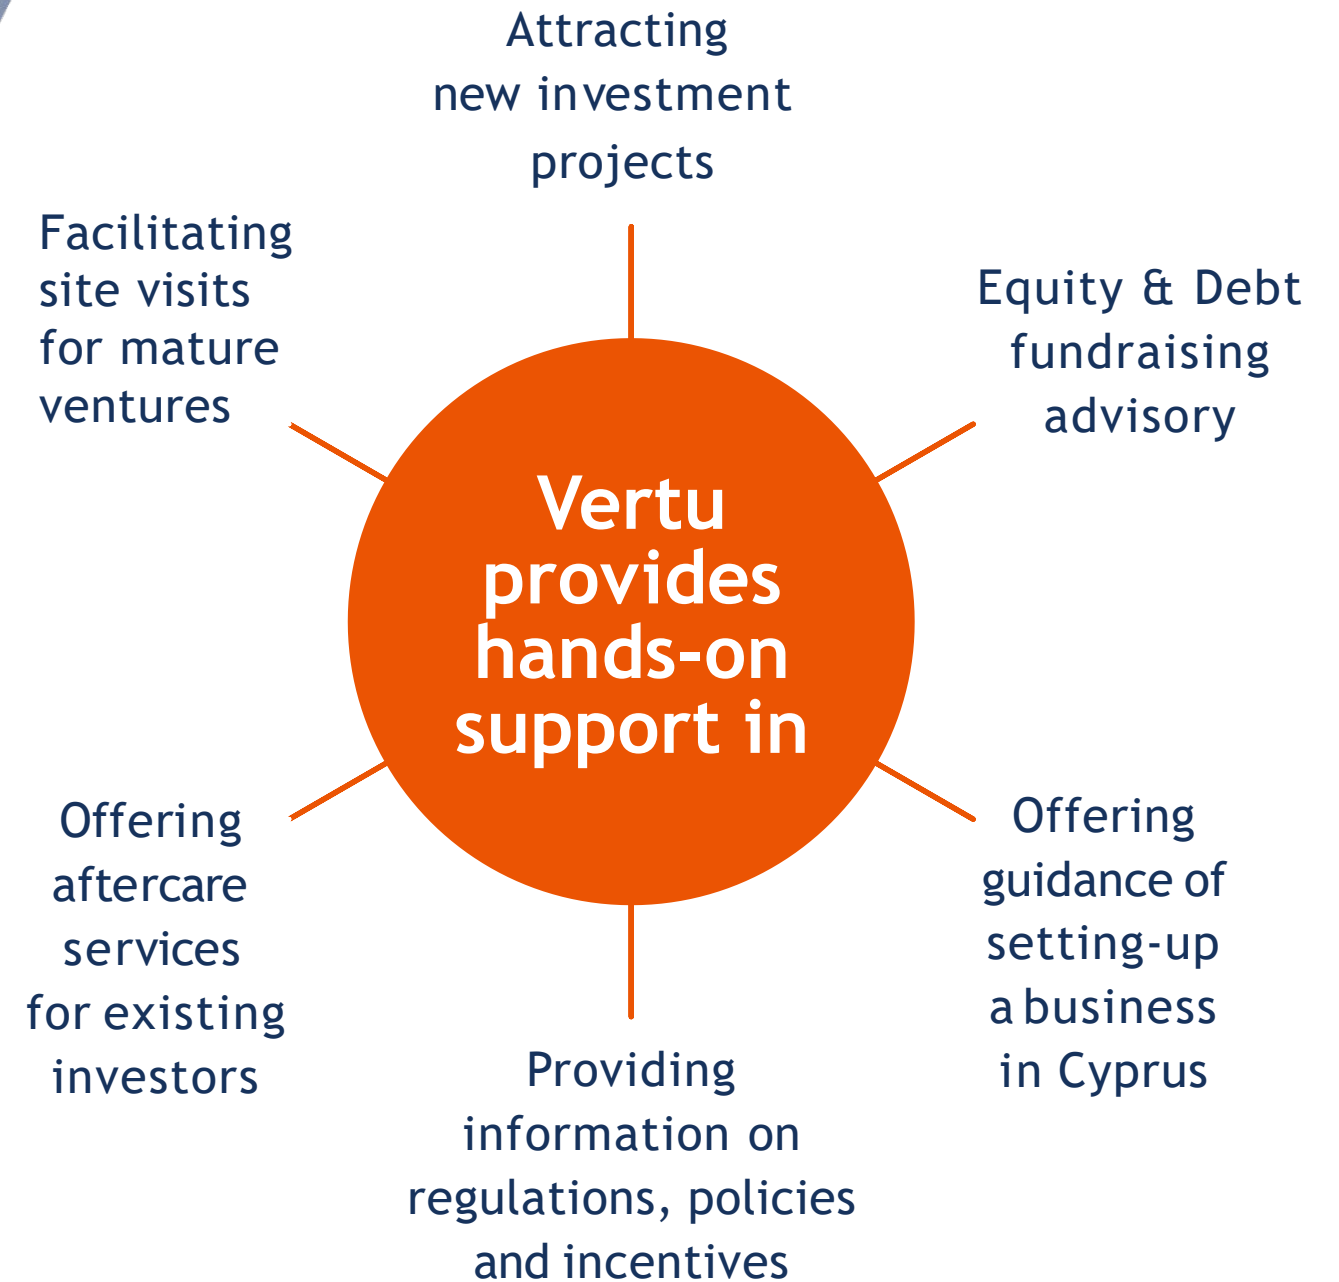 Attracting
new investment
projects
Facilitating
site visits
for mature
ventures
Equity & Debt
fundraising
advisory
Vertu
provides
hands-on
support in
Offering
aftercare
services
for existing
investors
Offering
guidance of
setting-up
a business
in Cyprus
Providing
information on
regulations, policies
and incentives